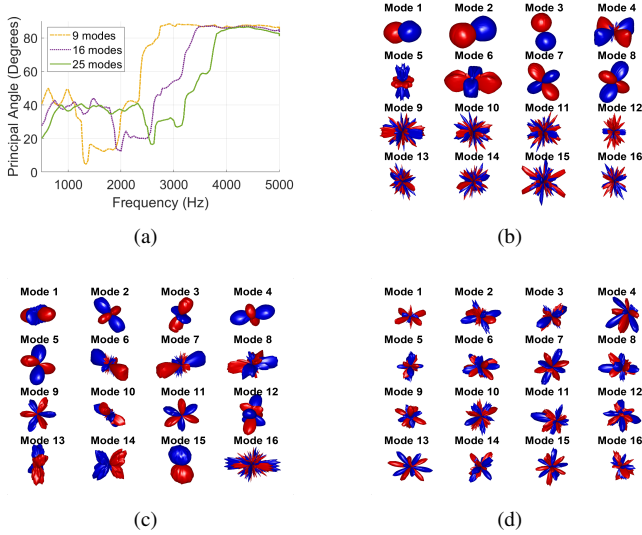 Principal Angle (Degrees)
80
60
40
20
0
9 modes
16 modes
25 modes
1000 2000 3000 4000 5000
Frequency (Hz)
(a)
Mode 1 Mode 2 Mode 3 Mode 4
Mode 5 Mode 6 Mode 7 Mode 8
Mode 9 Mode 10 Mode 11 Mode 12
Mode 13 Mode 14 Mode 15 Mode 16
(b)
Mode 1 Mode 2 Mode 3 Mode 4
Mode 5 Mode 6 Mode 7 Mode 8
Mode 9 Mode 10 Mode 11 Mode 12
Mode 13 Mode 14 Mode 15 Mode 16
(c)
Mode 1 Mode 2 Mode 3 Mode 4
Mode 5 Mode 6 Mode 7 Mode 8
Mode 9 Mode 10 Mode 11 Mode 12
Mode 13 Mode 14 Mode 15 Mode 16
(d)